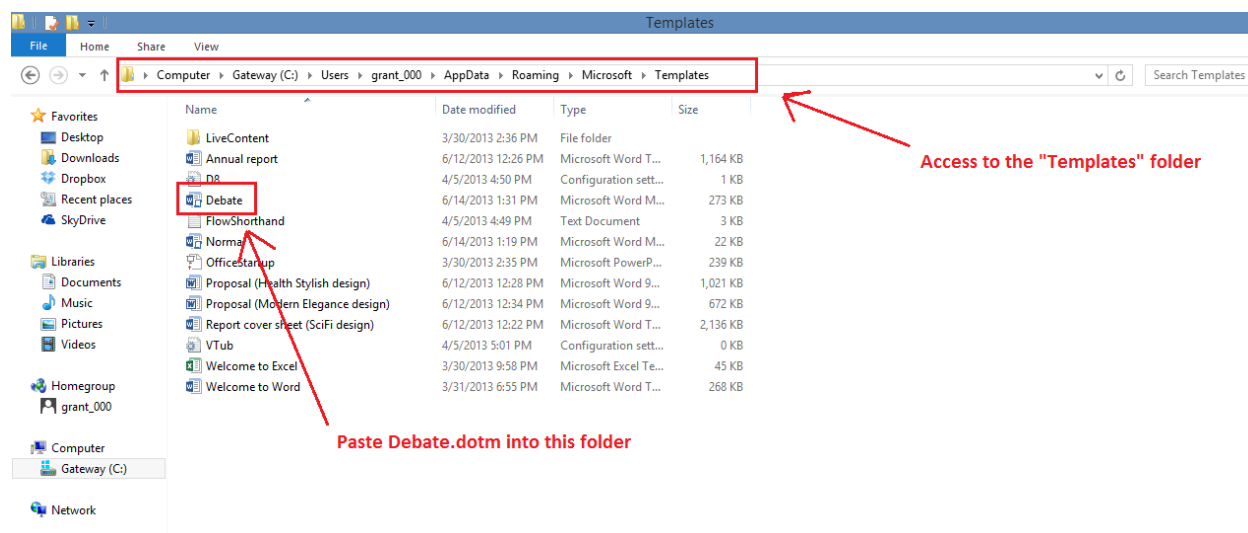 Templates
File Home Share View
Computer Gateway (C:) Users grant_000 AppData Roaming Microsoft Templates Search Templates
Name Date modified Type Size
Favorites
Desktop
Downloads
Dropbox
Recent places
SkyDrive
Libraries
Documents
Music
Pictures
Videos
Homegroup
grant_000
Computer
Gateway (C:)
Network
LiveContent 3/30/2013 2:36 PM File folder
Annual report 6/12/2013 12:26 PM Microsoft Word T... 1,164 KB
D8 4/5/2013 4:50 PM Configuration sett... 1 KB
Debate 6/14/2013 1:31 PM Microsoft Word M... 273 KB
FlowShorthand 4/5/2013 4:49 PM Text Document 3 KB
Normal 6/14/2013 1:19 PM Microsoft Word M... 22 KB
OfficeStartup 3/30/2013 2:35 PM Microsoft PowerP... 239 KB
Proposal (Health Stylish design) 6/12/2013 12:28 PM Microsoft Word 9... 1,021 KB
Proposal (Modern Elegance design) 6/12/2013 12:34 PM Microsoft Word 9... 672 KB
Report cover sheet (SciFi design) 6/12/2013 12:22 PM Microsoft Word T... 2,136 KB
VTub 4/5/2013 5:01 PM Configuration sett... 0 KB
Welcome to Excel 3/30/2013 9:58 PM Microsoft Excel Te... 45 KB
Welcome to Word 3/31/2013 6:55 PM Microsoft Word T... 268 KB
Access to the "Templates" folder
Paste Debate.dotm into this folder